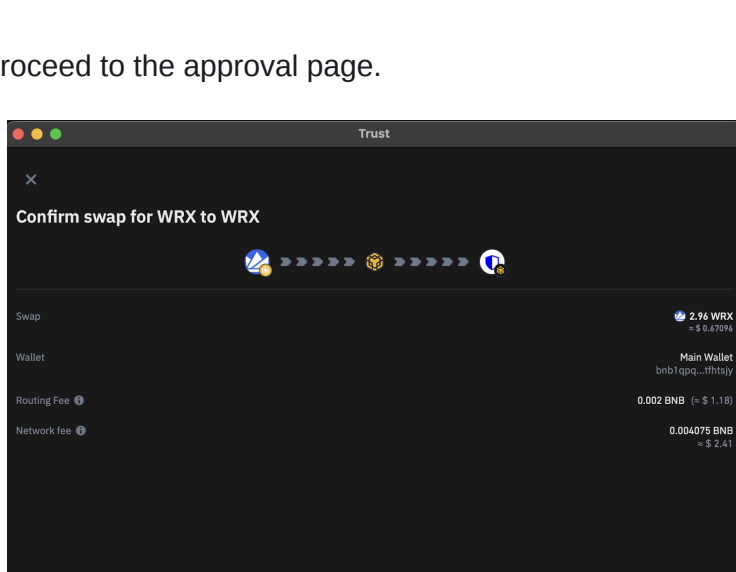 roceed to the approval page.
Trust
Confirm swap for WRX to WRX
Swap
2.96 WRX
≈ $ 0.67096
Wallet
Main Wallet
bnb1qpq...tfhtsjy
Routing Fee
0.002 BNB (≈ $ 1.18)
Network fee
0.004075 BNB
≈ $ 2.41